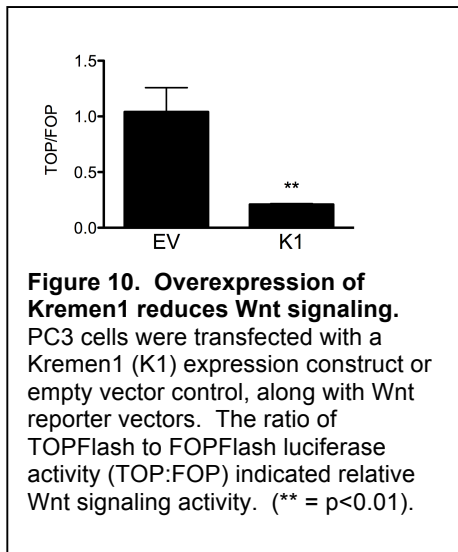 1.5
1.0
0.5
0.0
TOP/FOP
**
EV K1
Figure 10. Overexpression of
Kremen1 reduces Wnt signaling.
PC3 cells were transfected with a
Kremen1 (K1) expression construct or
empty vector control, along with Wnt
reporter vectors. The ratio of
TOPFlash to FOPFlash luciferase
activity (TOP:FOP) indicated relative
Wnt signaling activity. (** = p<0.01).